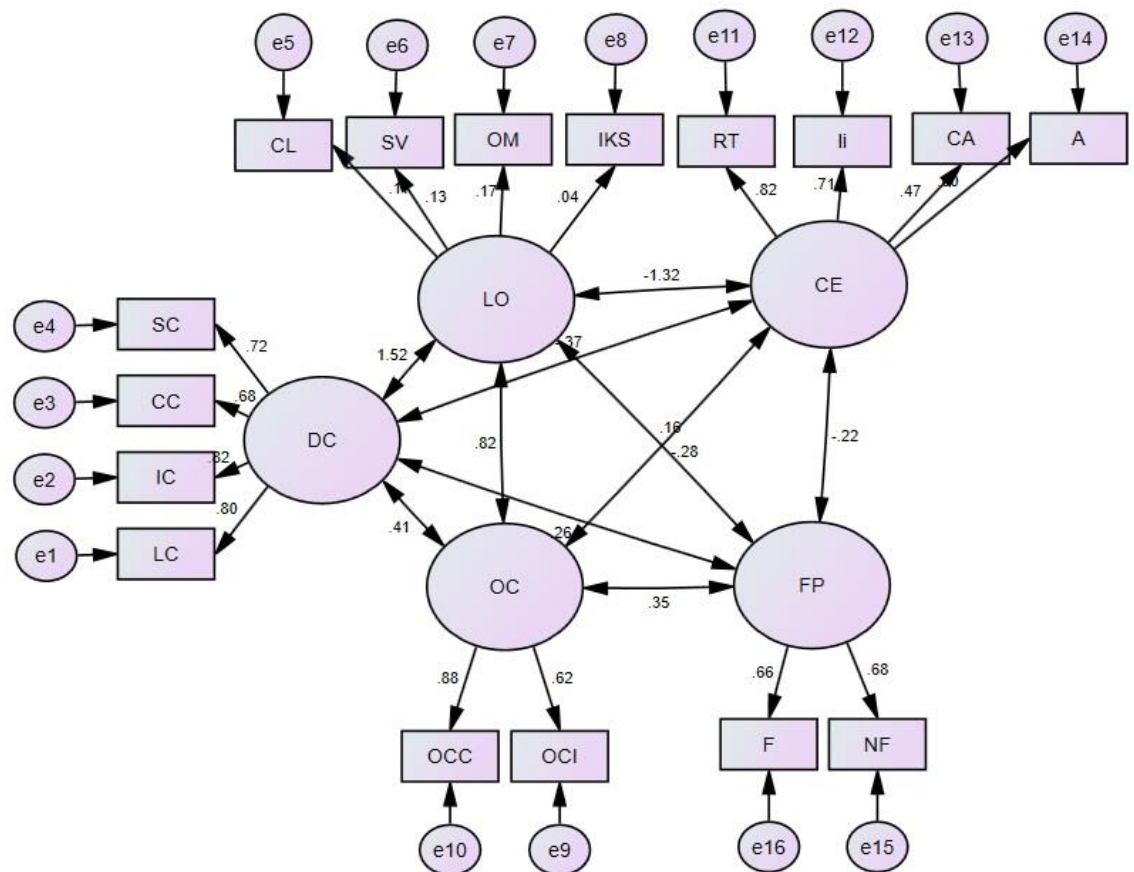 e5
e6
e7
e8
e11
e12
e13
e14
CL
SV
OM
IKS
RT
Ii
CA
A
.13
.17
.04
.82
.71
.47
LO
CE
-1.32
e4
SC
.72
1.52
e3
CC
.68
DC
.82
.16
-.28
-.22
e2
IC
.80
e1
LC
.41
OC
.35
FP
.88
.62
.66
.68
OCC
OCI
F
NF
e10
e9
e16
e15